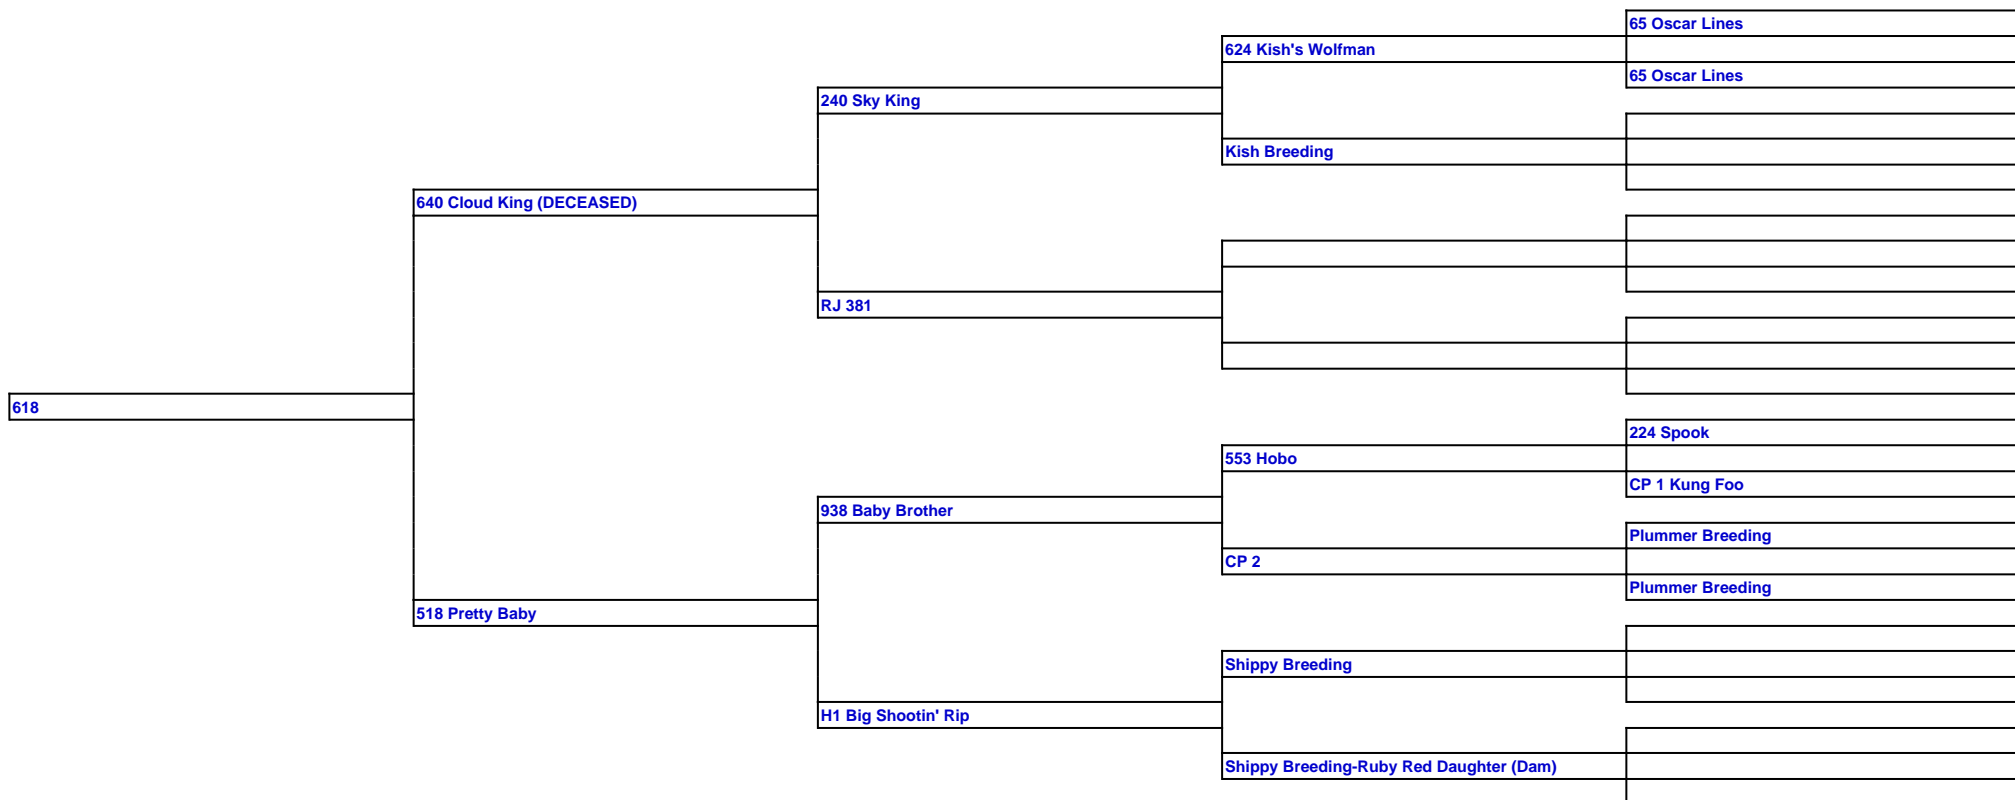 65 Oscar Lines
624 Kish's Wolfman
65 Oscar Lines
240 Sky King
Kish Breeding
640 Cloud King (DECEASED)
RJ 381
618
224 Spook
553 Hobo
CP 1 Kung Foo
938 Baby Brother
Plummer Breeding
CP 2
Plummer Breeding
518 Pretty Baby
Shippy Breeding
H1 Big Shootin' Rip
Shippy Breeding-Ruby Red Daughter (Dam)